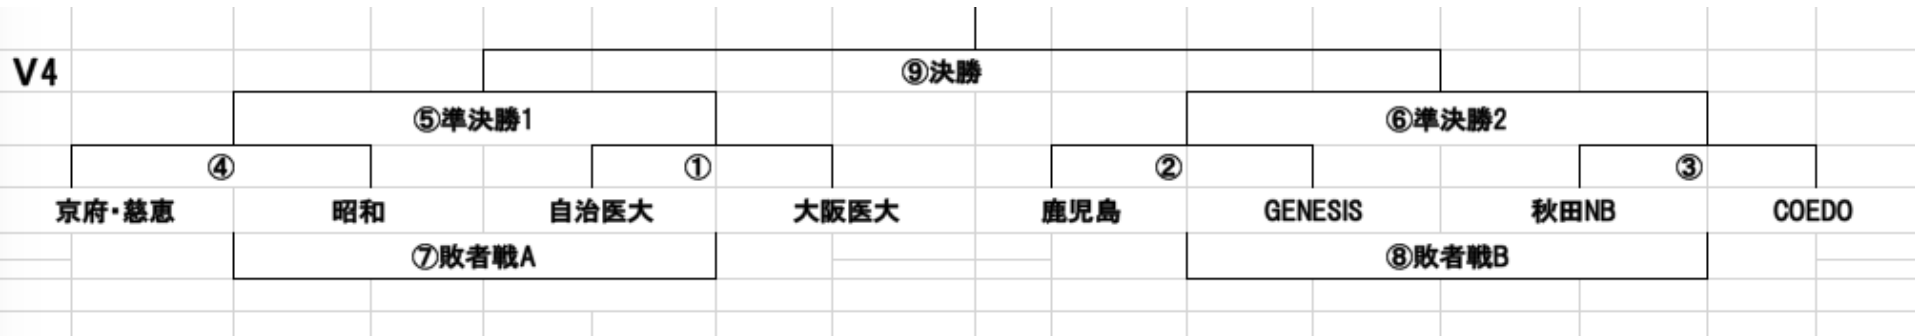 V4
⑨決勝
⑤準決勝1 ⑥準決勝2
④ ① ② ③
京府・慈恵 昭和 自治医大 大阪医大 鹿児島 GENESIS 秋田NB COEDO
⑦敗者戦A ⑧敗者戦B